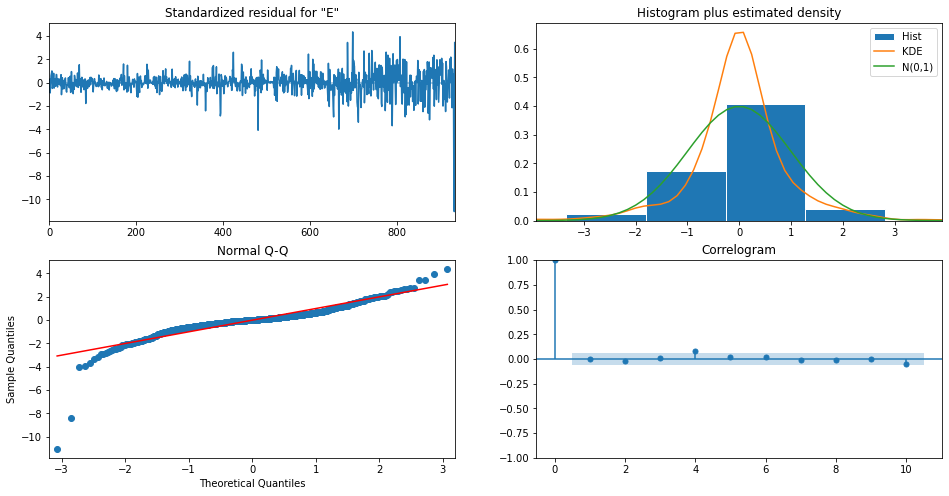 Standardized residual for "E"
4
2
0
−2
−4
−6
−8
−10
0 200 400 600 800
Histogram plus estimated density
Hist
KDE
N(0,1)
0.6
0.5
0.4
0.3
0.2
0.1
0.0
−3 −2 −1 0 1 2 3
Normal Q-Q
Sample Quantiles
4
2
0
−2
−4
−6
−8
−10
−3 −2 −1 0 1 2 3
Theoretical Quantiles
Correlogram
1.00
0.75
0.50
0.25
0.00
−0.25
−0.50
−0.75
−1.00
0 2 4 6 8 10